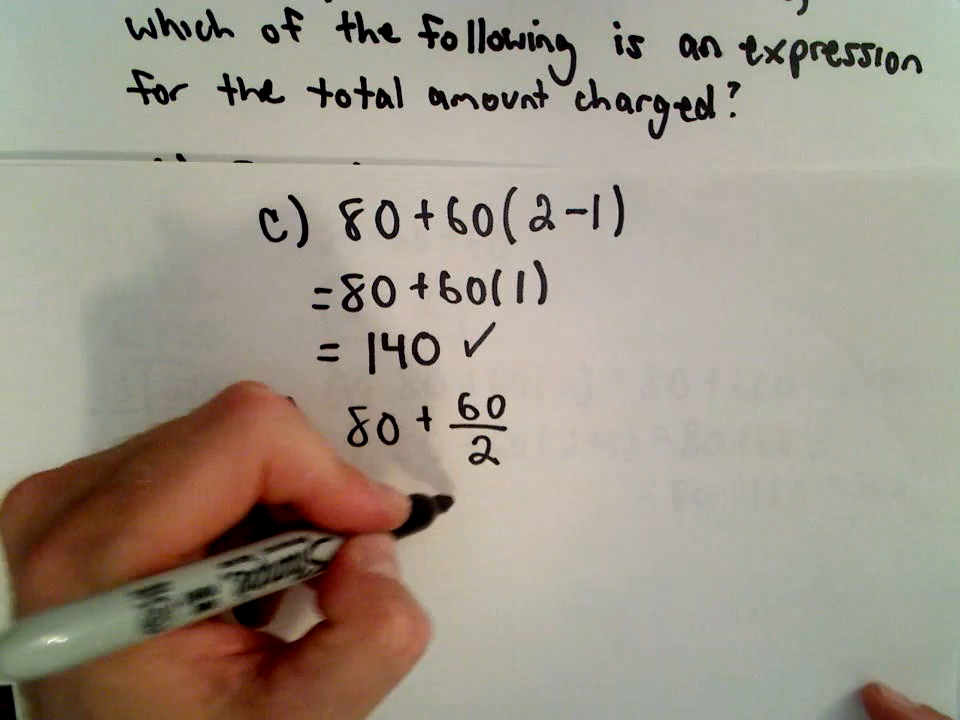 which of the following is an expression
for the total amount charged?
c) 80+60(2-1)
=80+60(1)
= 140 ✓
80 + 60/2
Sharpie